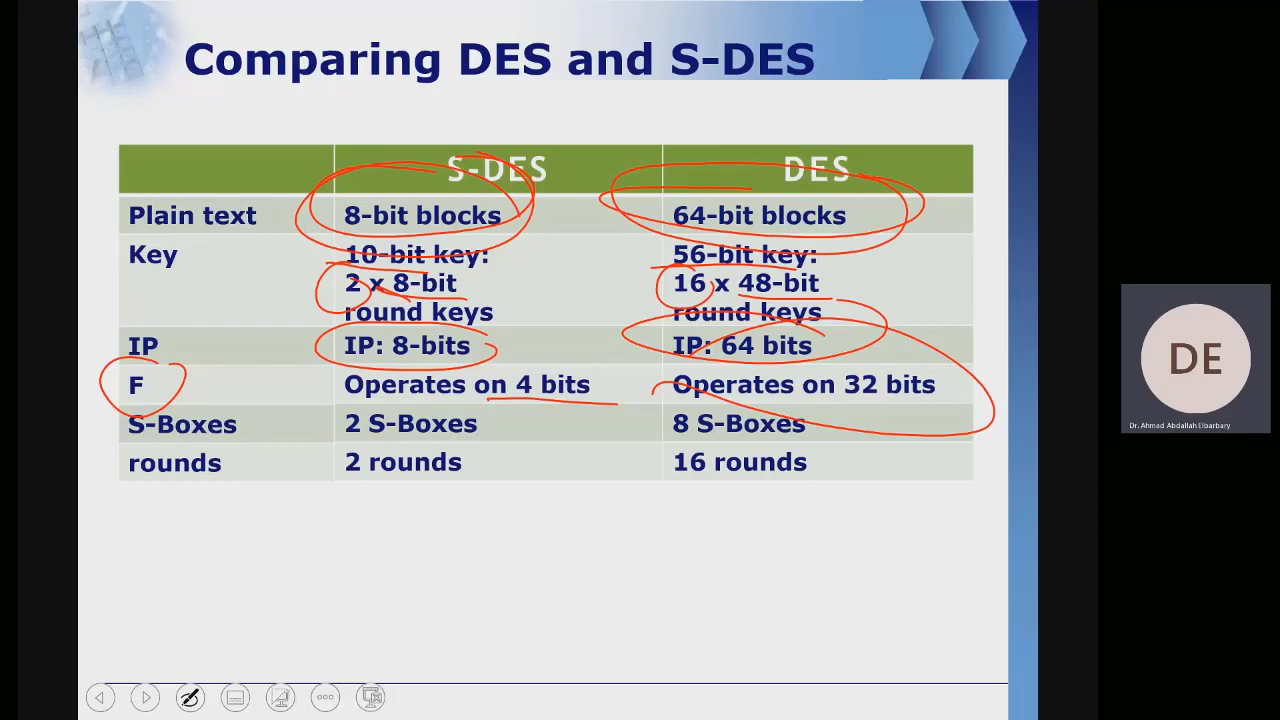 Comparing DES and S-DES
S-DES DES
Plain text 8-bit blocks 64-bit blocks
Key 10-bit key: 56-bit key:
2 x 8-bit 16 x 48-bit
round keys round keys
IP IP: 8-bits IP: 64 bits
F Operates on 4 bits Operates on 32 bits
S-Boxes 2 S-Boxes 8 S-Boxes
rounds 2 rounds 16 rounds
DE
Dr. Ahmad Abdallah Elbarbary